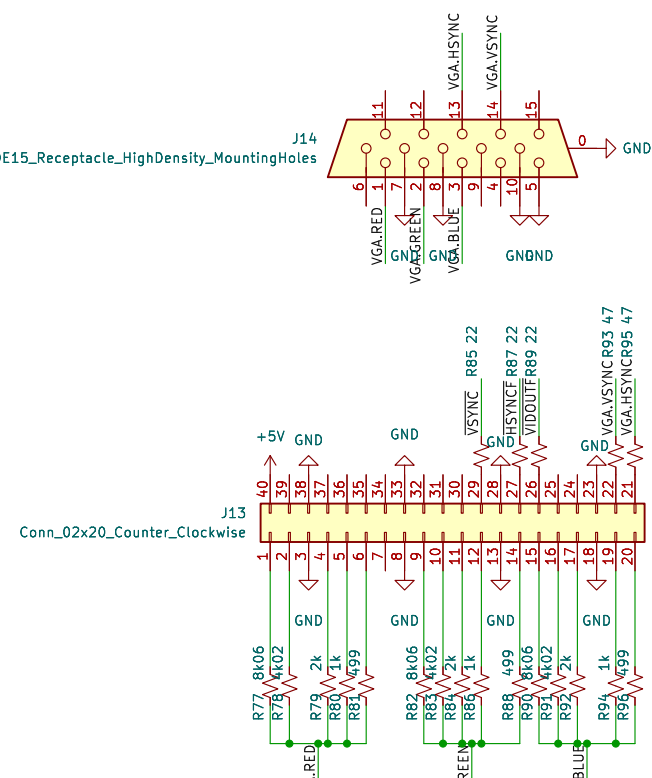 VGA.HSYNC
VGA.VSYNC
11
12
13
14
15
J14
DE15_Receptacle_HighDensity_MountingHoles
0
GND
6
1
7
2
8
3
9
4
10
5
VGA.RED
GND
VGA.GREEN
GND
VGA.BLUE
GND
GND
R85 22
R87 22
R89 22
R93 47
R95 47
VSYNC
HSYNCF
VIDOUTF
VGA.VSYNC
VGA.HSYNC
+5V
GND
GND
GND
GND
40
39
38
37
36
35
34
33
32
31
30
29
28
27
26
25
24
23
22
21
J13
Conn_02x20_Counter_Clockwise
1
2
3
4
5
6
7
8
9
10
11
12
13
14
15
16
17
18
19
20
GND
GND
GND
GND
R77 8k06
R78 4k02
R79 2k
R80 1k
R81 499
R82 8k06
R83 4k02
R84 2k
R86 1k
R88 499
R90 8k06
R91 4k02
R92 2k
R94 1k
R96 499
.RED
REEN
BLUE